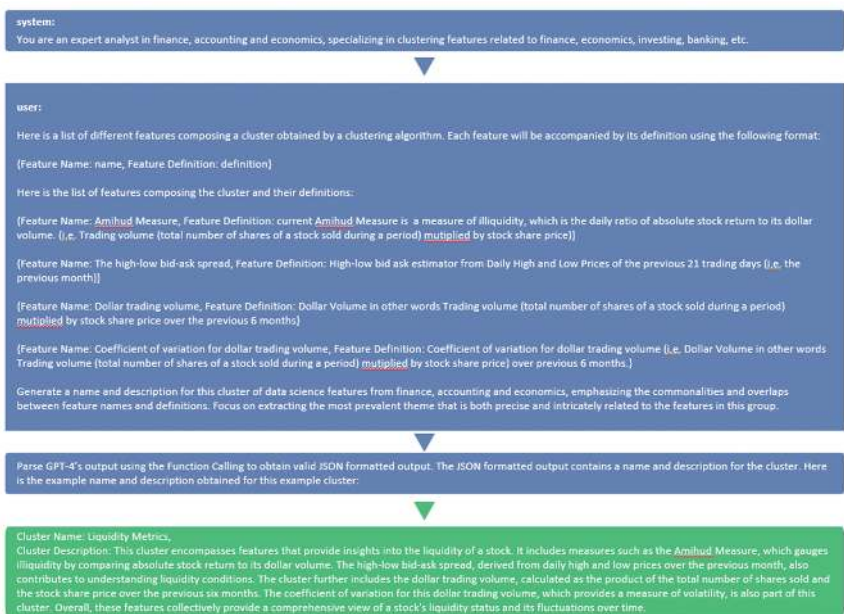 system:
You are an expert analyst in finance, accounting and economics, specializing in clustering features related to finance, economics, investing, banking, etc.
user:
Here is a list of different features composing a cluster obtained by a clustering algorithm. Each feature will be accompanied by its definition using the following format:
{Feature Name: name, Feature Definition: definition}
Here is the list of features composing the cluster and their definitions:
{Feature Name: Amihud Measure, Feature Definition: current Amihud Measure is a measure of illiquidity, which is the daily ratio of absolute stock return to its dollar
volume. (i.e. Trading volume (total number of shares of a stock sold during a period) mutiplied by stock share price)}
{Feature Name: The high-low bid-ask spread, Feature Definition: High-low bid ask estimator from Daily High and Low Prices of the previous 21 trading days (i.e. the
previous month)}
{Feature Name: Dollar trading volume, Feature Definition: Dollar Volume in other words Trading volume (total number of shares of a stock sold during a period)
mutiplied by stock share price over the previous 6 months}
{Feature Name: Coefficient of variation for dollar trading volume, Feature Definition: Coefficient of variation for dollar trading volume (i.e. Dollar Volume in other words
Trading volume (total number of shares of a stock sold during a period) mutiplied by stock share price) over previous 6 months.}
Generate a name and description for this cluster of data science features from finance, accounting and economics, emphasizing the commonalities and overlaps
between feature names and definitions. Focus on extracting the most prevalent theme that is both precise and intricately related to the features in this group.
Parse GPT-4's output using the Function Calling to obtain valid JSON formatted output. The JSON formatted output contains a name and description for the cluster. Here
is the example name and description obtained for this example cluster:
Cluster Name: Liquidity Metrics,
Cluster Description: This cluster encompasses features that provide insights into the liquidity of a stock. It includes measures such as the Amihud Measure, which gauges
illiquidity by comparing absolute stock return to its dollar volume. The high-low bid-ask spread, derived from daily high and low prices over the previous month, also
contributes to understanding liquidity conditions. The cluster further includes the dollar trading volume, calculated as the product of the total number of shares sold and
the stock share price over the previous six months. The coefficient of variation for this dollar trading volume, which provides a measure of volatility, is also part of this
cluster. Overall, these features collectively provide a comprehensive view of a stock's liquidity status and its fluctuations over time.